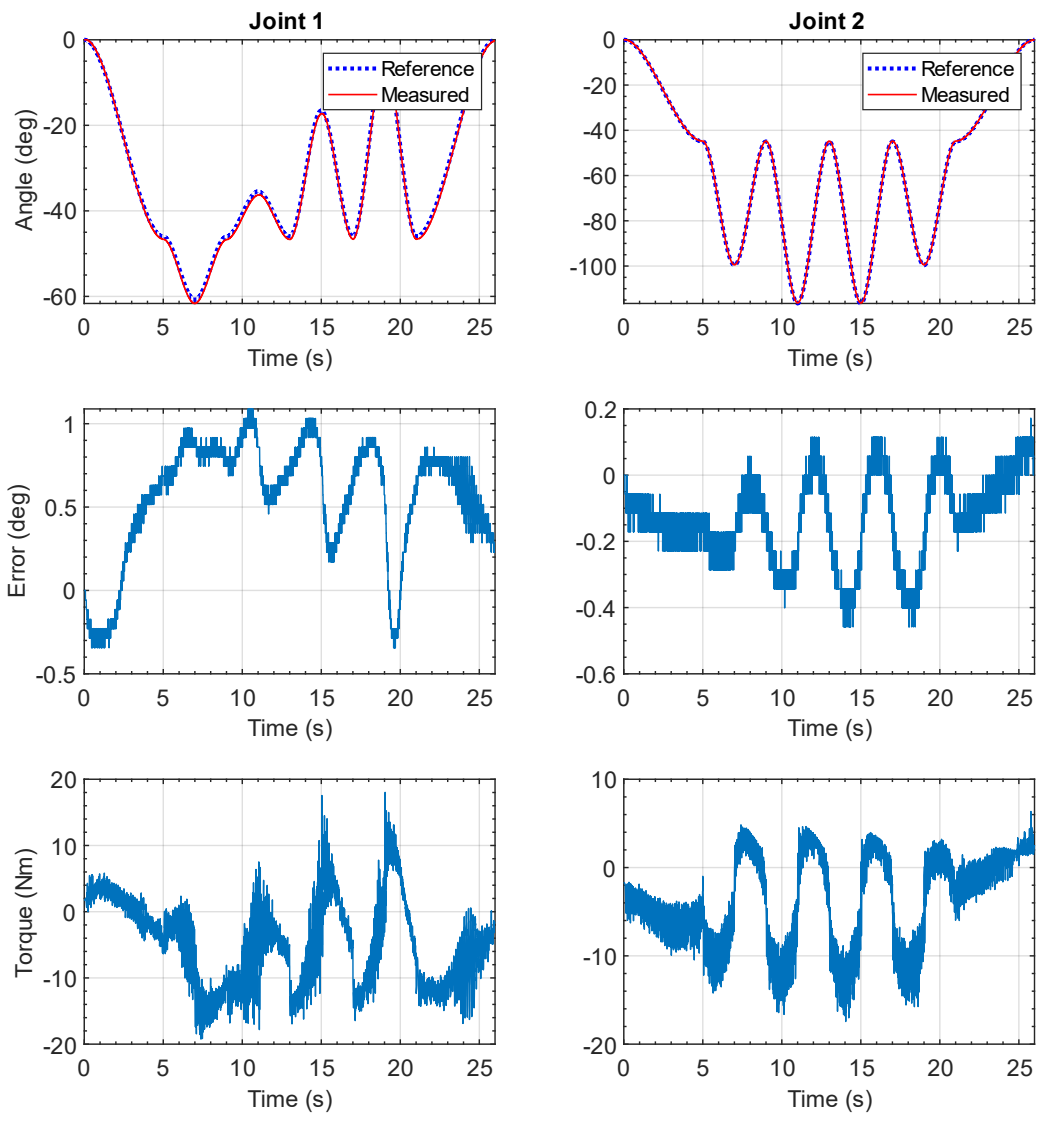 Joint 1
Joint 2
0
-20
-40
-60
Angle (deg)
Reference
Measured
0 5 10 15 20 25
Time (s)
0
-20
-40
-60
-80
-100
Reference
Measured
0 5 10 15 20 25
Time (s)
1
0.5
0
-0.5
Error (deg)
0 5 10 15 20 25
Time (s)
0.2
0
-0.2
-0.4
-0.6
0 5 10 15 20 25
Time (s)
20
10
0
-10
-20
Torque (Nm)
0 5 10 15 20 25
Time (s)
10
0
-10
-20
0 5 10 15 20 25
Time (s)